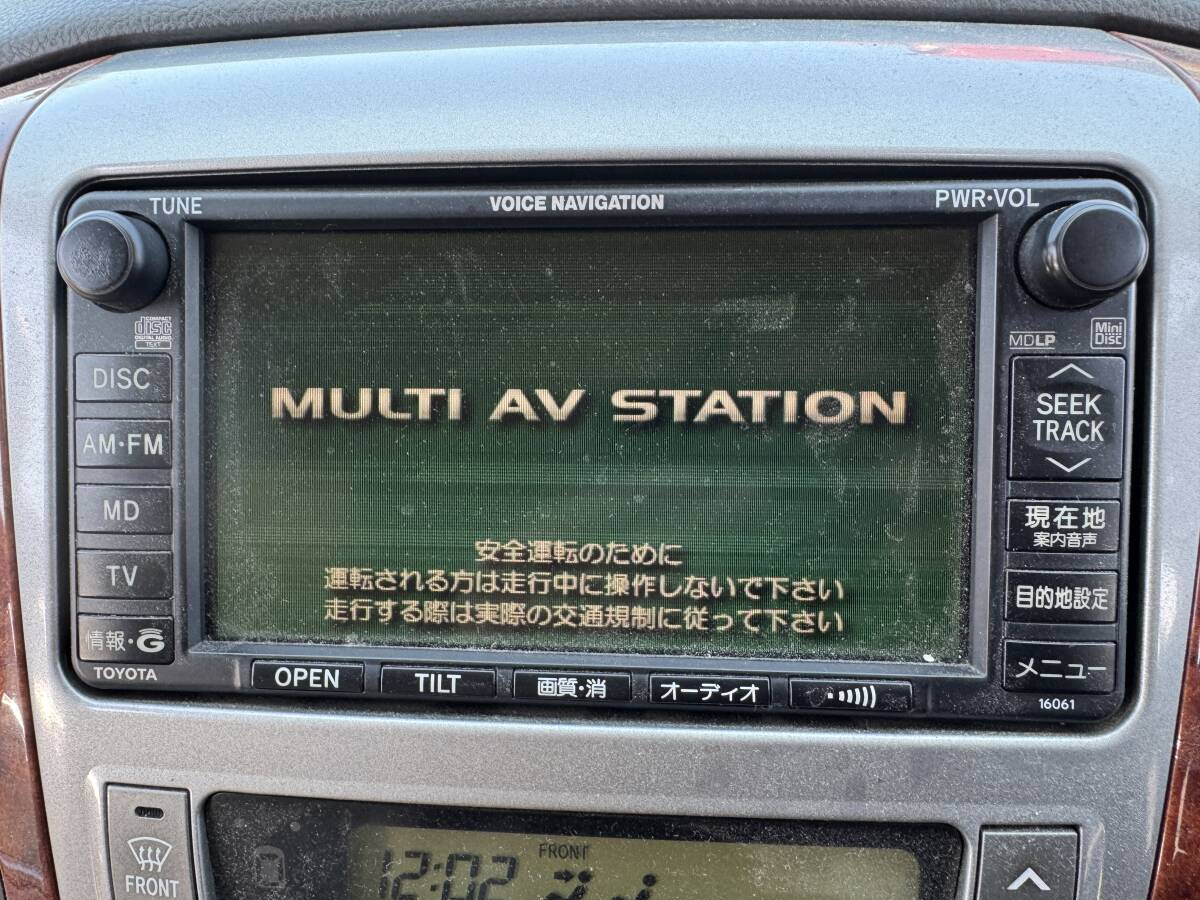 TUNE
VOICE NAVIGATION
PWR・VOL
COMPACT
disc
DIGITAL AUDIO
TEXT
MDLP
Mini
Disc
DISC
AM・FM
MD
TV
情報・G
TOYOTA
MULTI AV STATION
安全運転のために
運転される方は走行中に操作しないで下さい
走行する際は実際の交通規制に従って下さい
SEEK
TRACK
現在地
案内音声
目的地設定
メニュー
16061
OPEN
TILT
画質・消
オーディオ
FRONT
FRONT
12:02